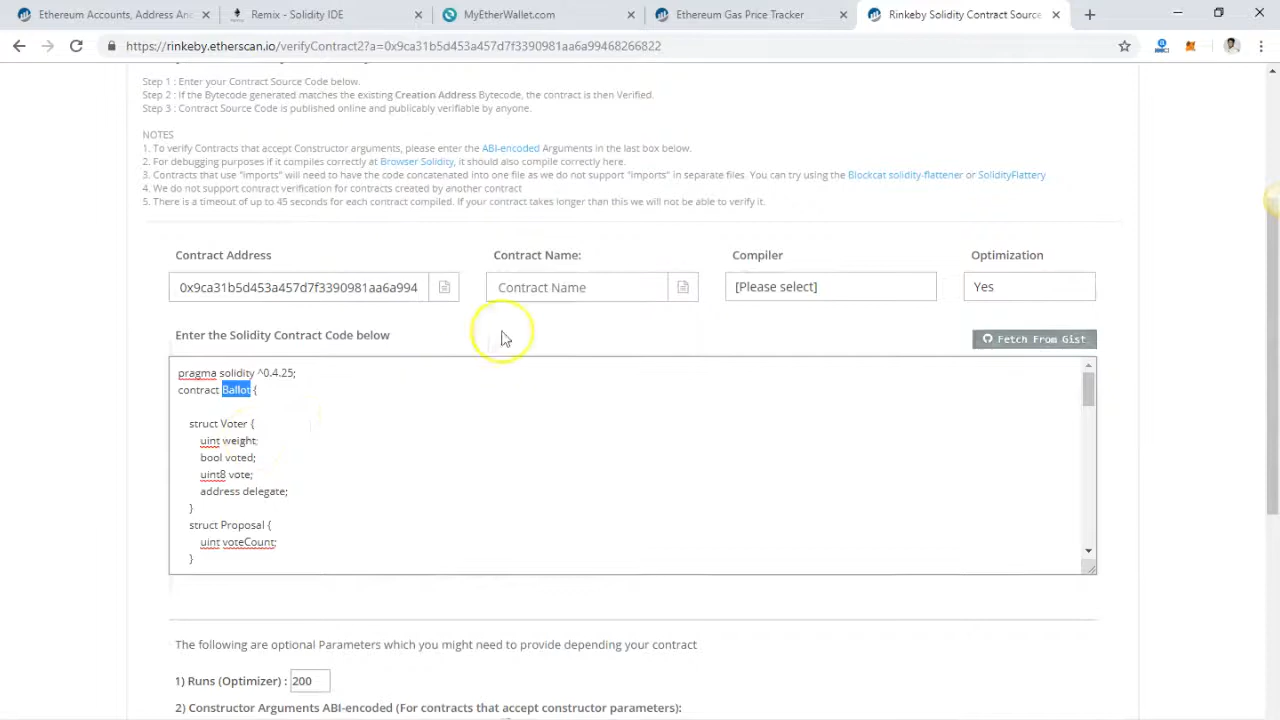 Ethereum Accounts, Address And
Remix - Solidity IDE
MyEtherWallet.com
Ethereum Gas Price Tracker
Rinkeby Solidity Contract Source
https://rinkeby.etherscan.io/verifyContract2?a=0x9ca31b5d453a457d7f3390981aa6a99468266822
Step 1 : Enter your Contract Source Code below.
Step 2 : If the Bytecode generated matches the existing Creation Address Bytecode, the contract is then Verified.
Step 3 : Contract Source Code is published online and publicably verifiable by anyone.
NOTES
1. To verify Contracts that accept Constructor arguments, please enter the ABI-encoded Arguments in the last box below.
2. For debugging purposes if it compiles correctly at Browser Solidity, it should also compile correctly here.
3. Contracts that use "imports" will need to have the code concatenated into one file as we do not support "imports" in separate files. You can try using the Blockcat solidity-flattener or SolidityFlattery
4. We do not support contract verification for contracts created by another contract
5. There is a timeout of up to 45 seconds for each contract compiled. If your contract takes longer than this we will not be able to verify it.
Contract Address
Contract Name:
Compiler
Optimization
0x9ca31b5d453a457d7f3390981aa6a994
Contract Name
[Please select]
Yes
Enter the Solidity Contract Code below
Fetch From Gist
pragma solidity ^0.4.25;
contract Ballot {
struct Voter {
uint weight;
bool voted;
uint8 vote;
address delegate;
}
struct Proposal {
uint voteCount;
}
The following are optional Parameters which you might need to provide depending your contract
1) Runs (Optimizer) : 200
2) Constructor Arguments ABI-encoded (For contracts that accept constructor parameters):